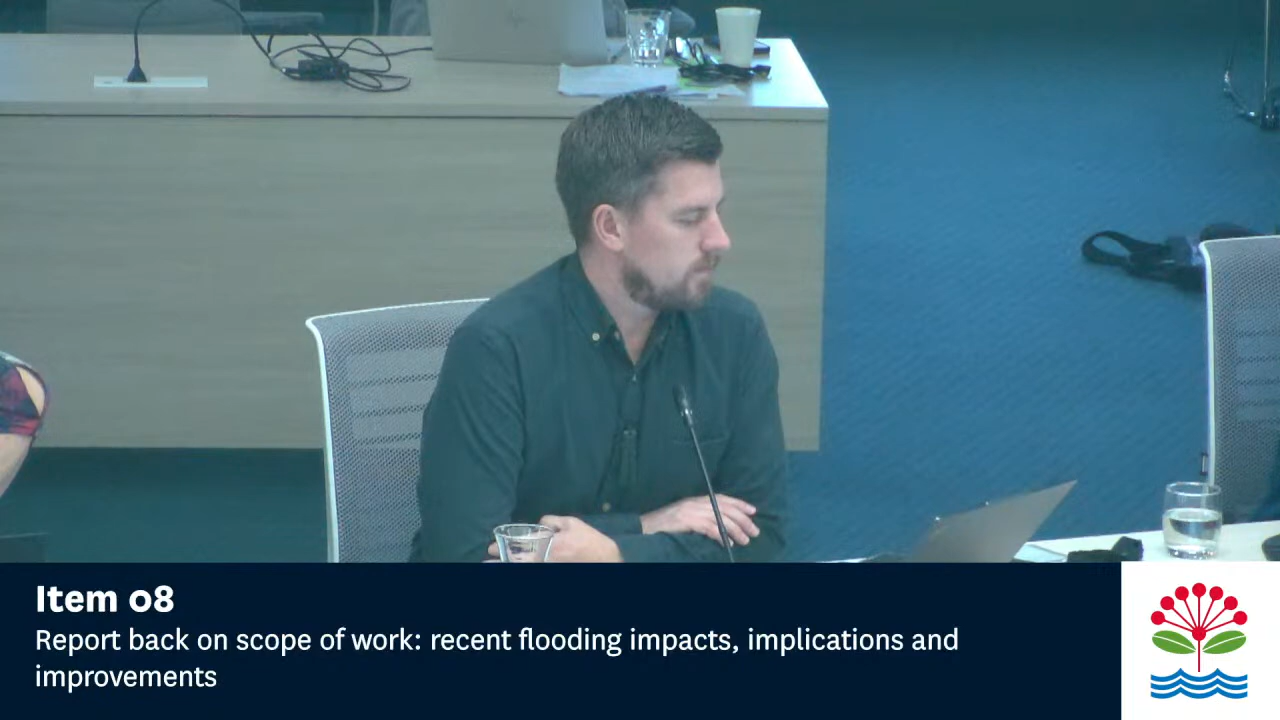 Item 08
Report back on scope of work: recent flooding impacts, implications and
improvements